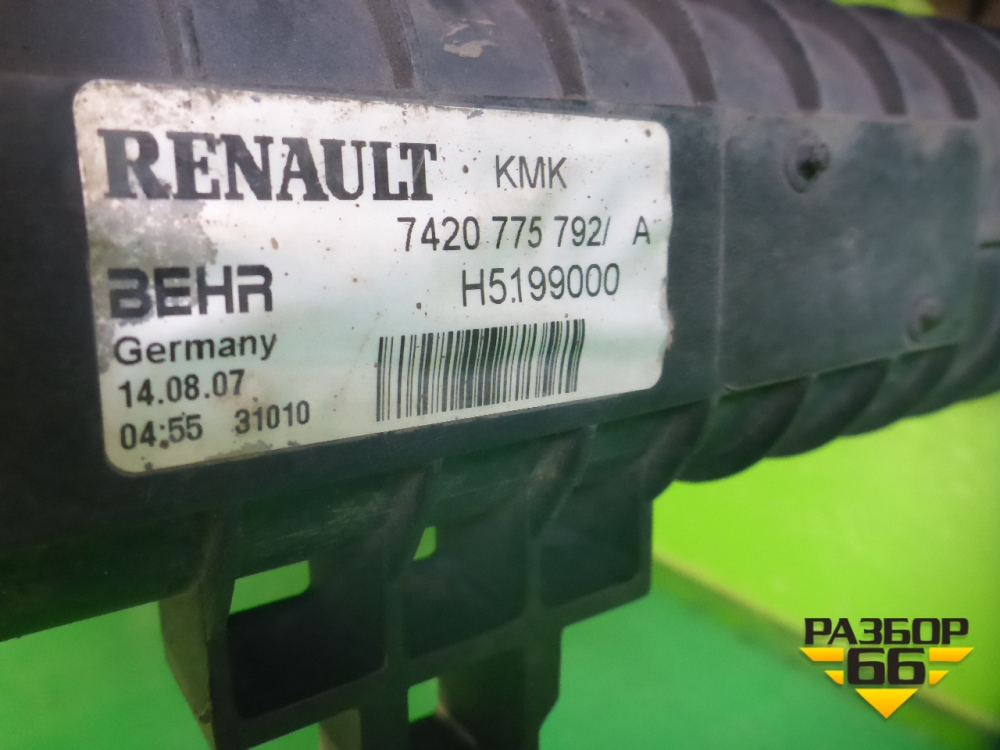 RENAULT KMK
7420 775 792/ A
BEHR H5199000
Germany
14.08.07
04:55 31010
РАЗБОР
66